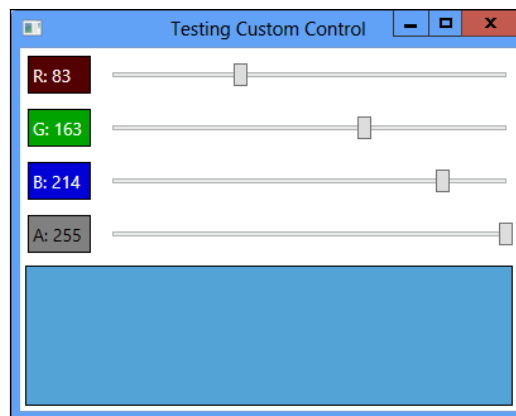 Testing Custom Control
R: 83
G: 163
B: 214
A: 255